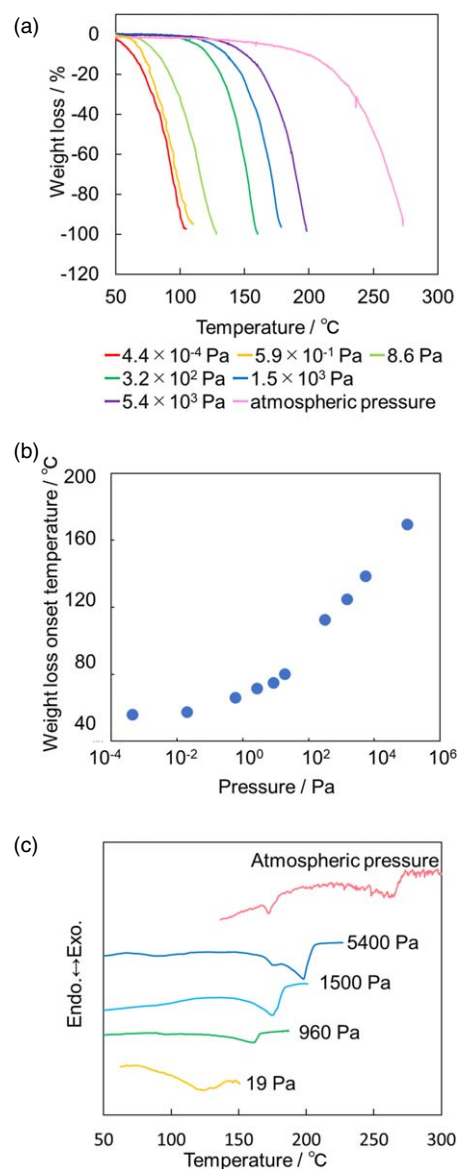 (a)
0
-20
-40
-60
-80
-100
-120
Weight loss / %
50 100 150 200 250 300
Temperature / °C
4.4 × 10⁻⁴ Pa 5.9 × 10⁻¹ Pa 8.6 Pa
3.2 × 10² Pa 1.5 × 10³ Pa
5.4 × 10³ Pa atmospheric pressure
(b)
200
160
120
80
40
Weight loss onset temperature / °C
10⁻⁴ 10⁻² 10⁰ 10² 10⁴ 10⁶
Pressure / Pa
(c)
Atmospheric pressure
5400 Pa
1500 Pa
960 Pa
19 Pa
Endo.↔Exo.
50 100 150 200 250 300
Temperature / °C